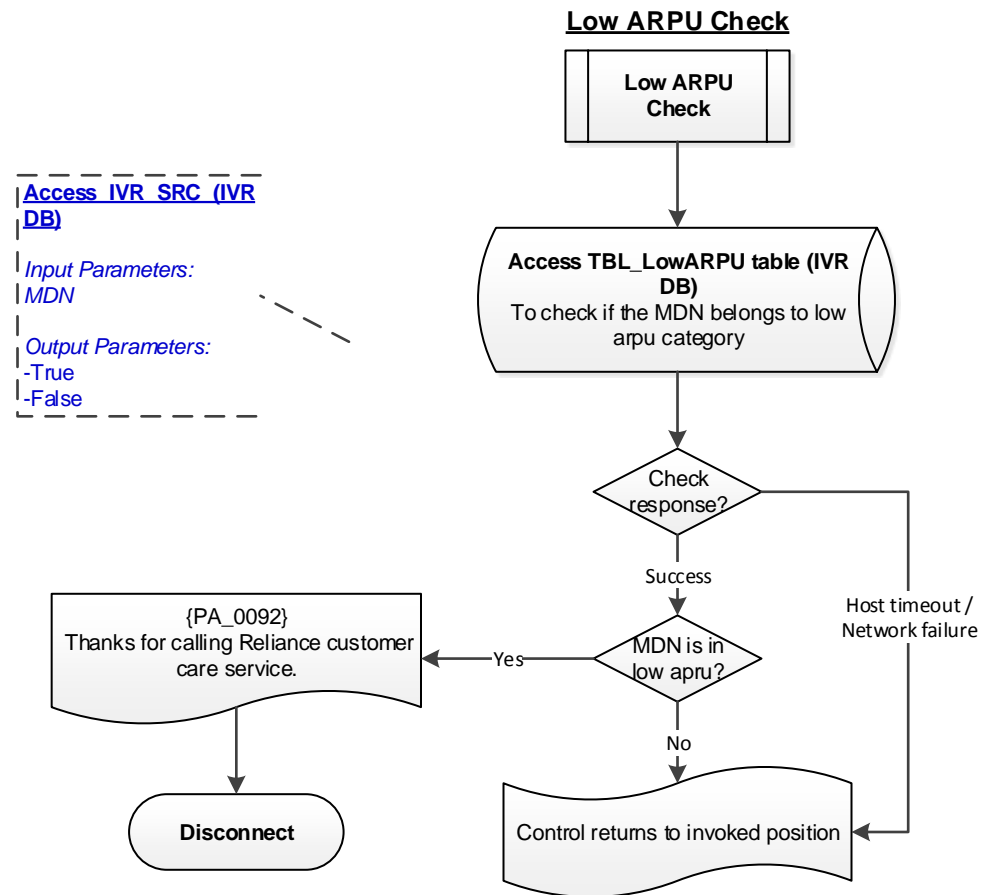 Low ARPU Check
Low ARPU
Check
Access IVR_SRC (IVR
DB)
Input Parameters:
MDN
Output Parameters:
-True
-False
Access TBL_LowARPU table (IVR
DB)
To check if the MDN belongs to low
arpu category
Check
response?
Success
Host timeout /
Network failure
{PA_0092}
Thanks for calling Reliance customer
care service.
Yes
MDN is in
low apru?
No
Disconnect
Control returns to invoked position